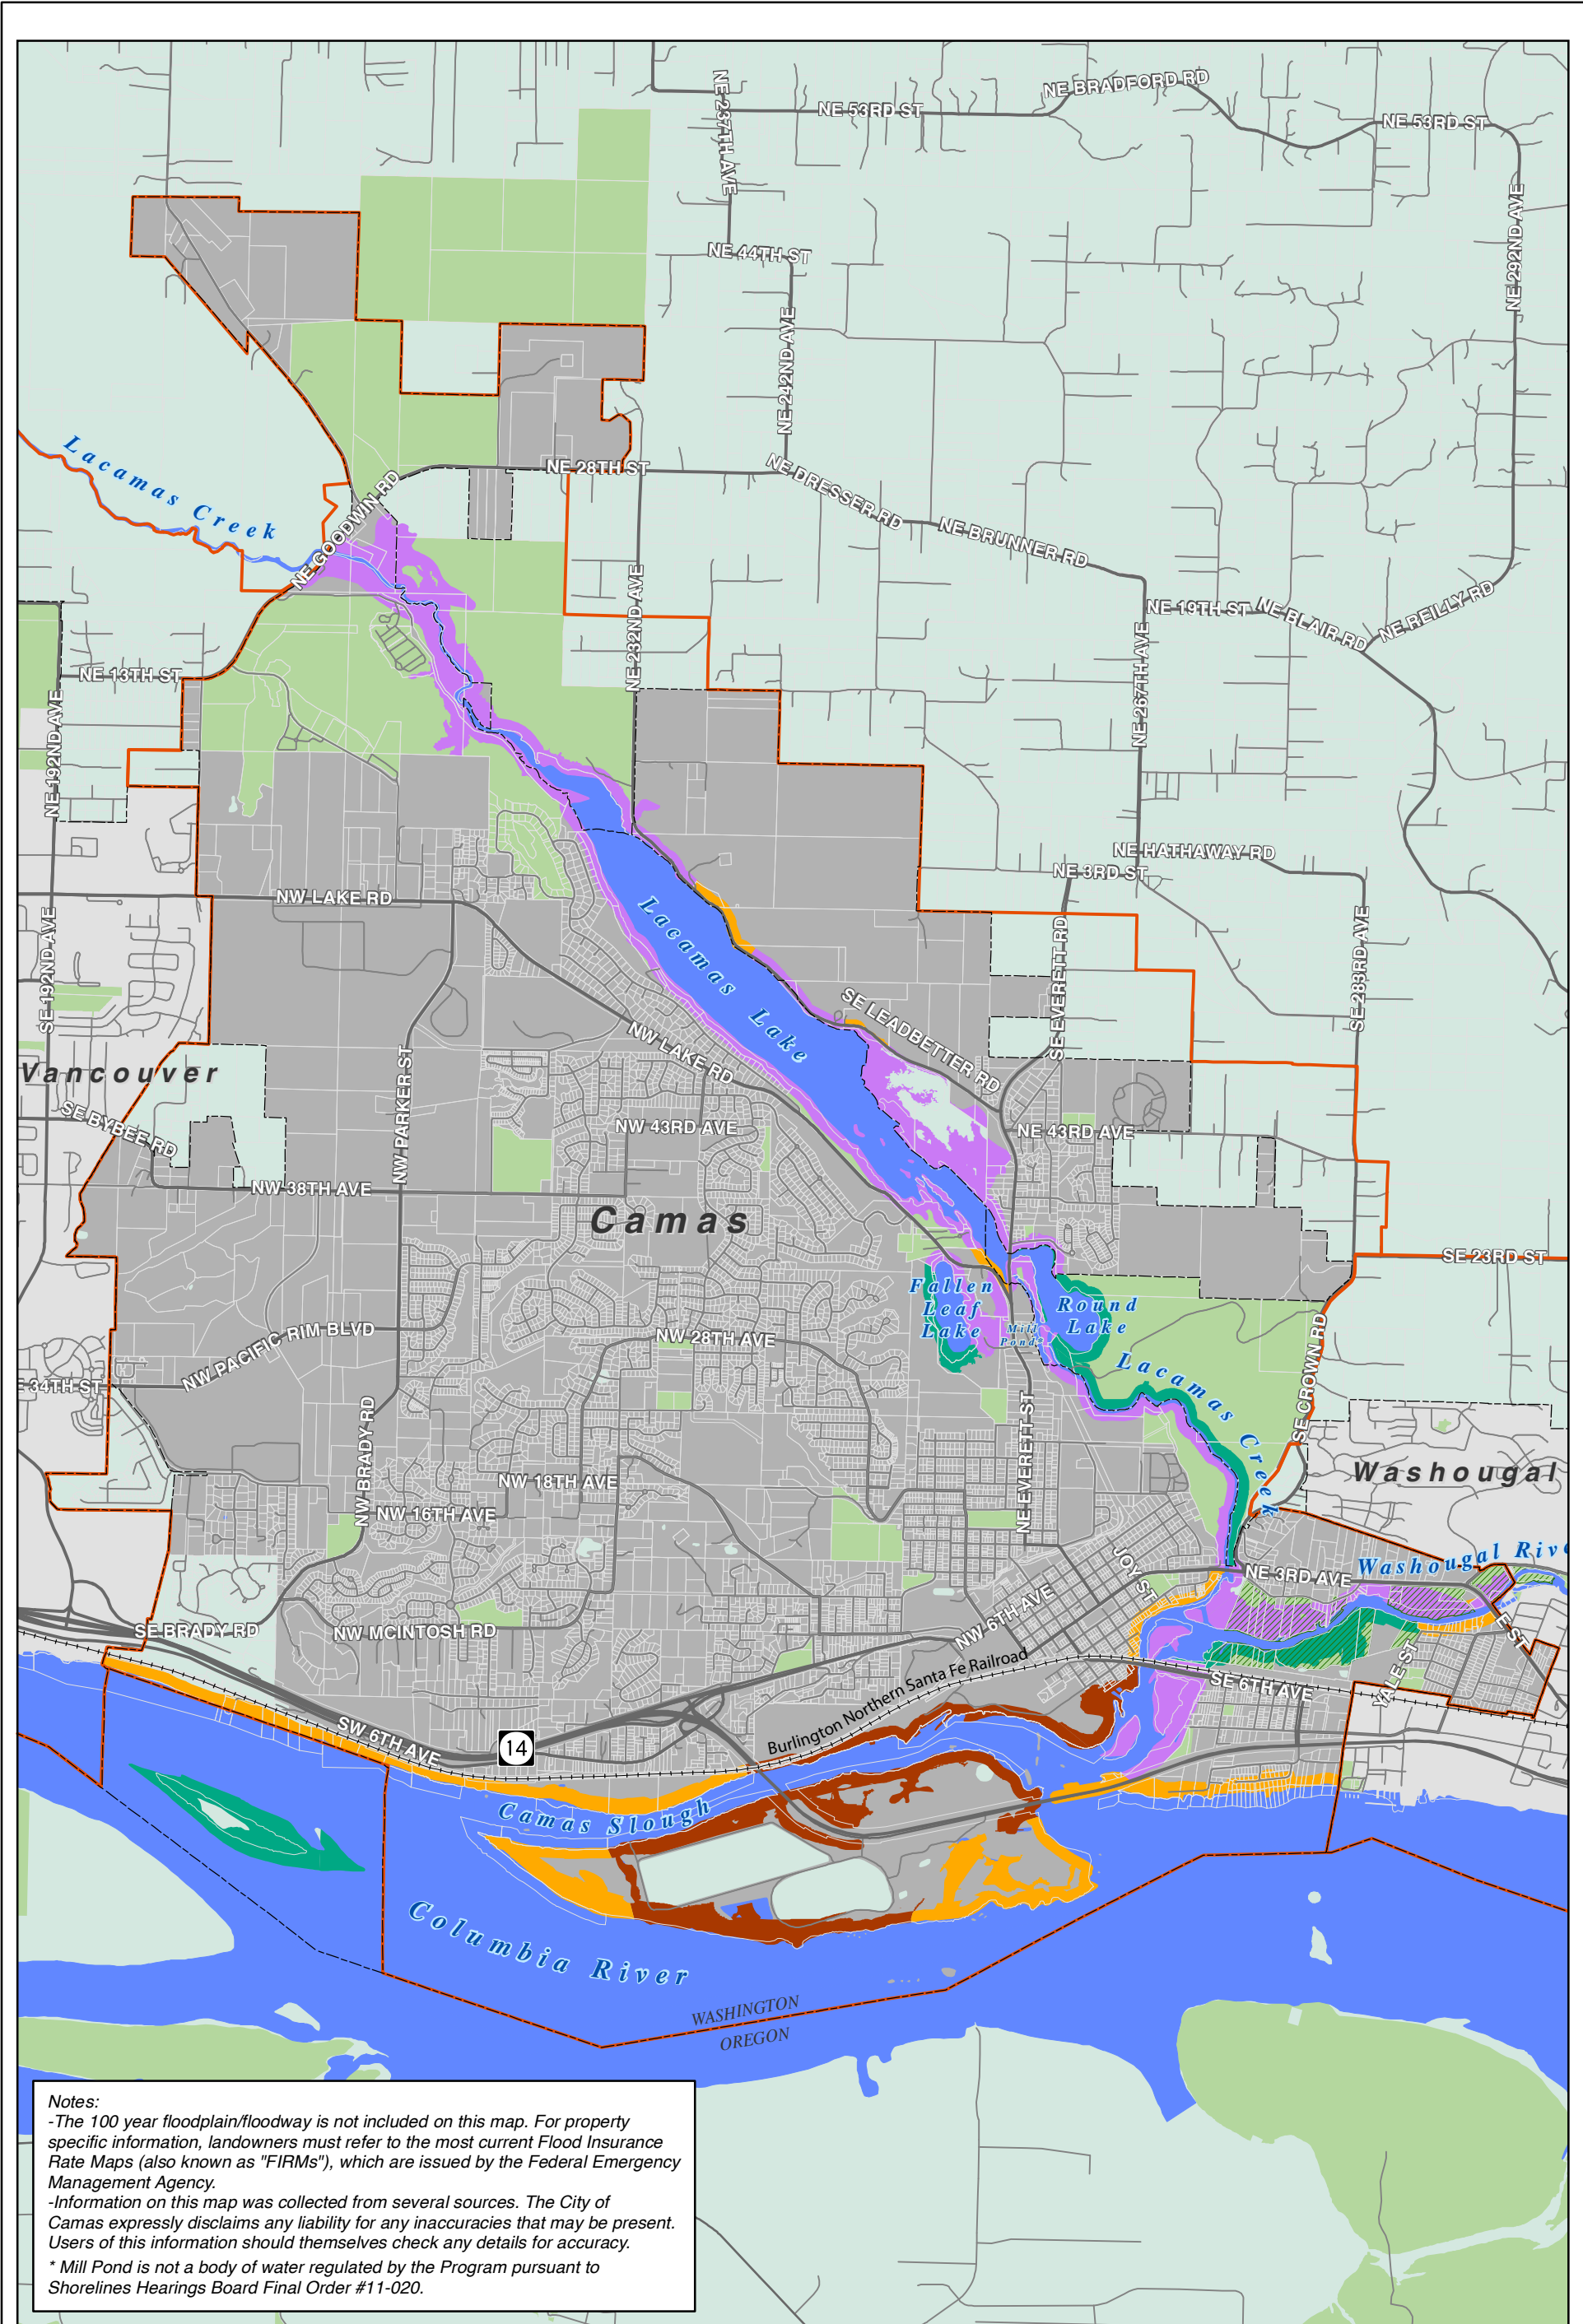 NE 237TH AVE
NE 53RD ST
NE BRADFORD RD
NE 53RD ST
NE 292ND AVE
NE 44TH ST
NE 242ND AVE
Lacamas Creek
NE GOODWIN RD
NE 28TH ST
NE DRESSER RD
NE BRUNNER RD
NE 232ND AVE
NE 19TH ST
NE BLAIR RD
NE REILLY RD
NE 267TH AVE
NE 13TH ST
NE 192ND AVE
NE HATHAWAY RD
NE 3RD ST
NW LAKE RD
SE 192ND AVE
Lacamas Lake
SE EVERETT RD
SE 283RD AVE
SE LEADBETTER RD
NW LAKE RD
Vancouver
SE BYBEE RD
NW PARKER ST
NW 43RD AVE
NE 43RD AVE
NW 38TH AVE
Camas
SE 23RD ST
Fallen
Leaf
Lake
Round
Lake
Mill
Pond*
NW PACIFIC RIM BLVD
NW 28TH AVE
Lacamas Creek
SE CROWN RD
E 34TH ST
NW BRADY RD
NE EVERETT ST
Washougal
NW 18TH AVE
NW 16TH AVE
JOY ST
NE 3RD AVE
Washougal Rive
SE BRADY RD
NW MCINTOSH RD
NW 6TH AVE
E ST
Burlington Northern Santa Fe Railroad
SE 6TH AVE
YALE ST
SW 6TH AVE
14
Camas Slough
Columbia River
WASHINGTON
OREGON
Notes:
-The 100 year floodplain/floodway is not included on this map. For property
specific information, landowners must refer to the most current Flood Insurance
Rate Maps (also known as "FIRMs"), which are issued by the Federal Emergency
Management Agency.
-Information on this map was collected from several sources. The City of
Camas expressly disclaims any liability for any inaccuracies that may be present.
Users of this information should themselves check any details for accuracy.
* Mill Pond is not a body of water regulated by the Program pursuant to
Shorelines Hearings Board Final Order #11-020.